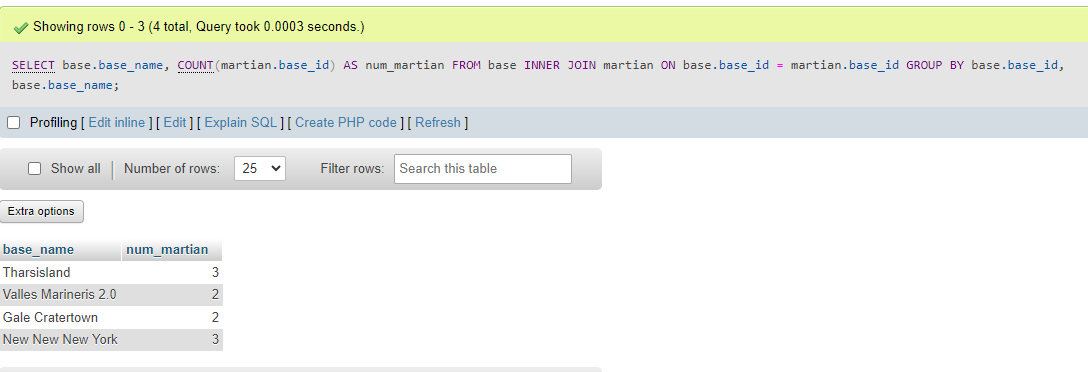 Showing rows 0 - 3 (4 total, Query took 0.0003 seconds.)
SELECT base.base_name, COUNT(martian.base_id) AS num_martian FROM base INNER JOIN martian ON base.base_id = martian.base_id GROUP BY base.base_id,
base.base_name;
Profiling [ Edit inline ] [ Edit ] [ Explain SQL ] [ Create PHP code ] [ Refresh ]
Show all Number of rows: 25 Filter rows: Search this table
Extra options
base_name num_martian
Tharsisland 3
Valles Marineris 2.0 2
Gale Cratertown 2
New New New York 3